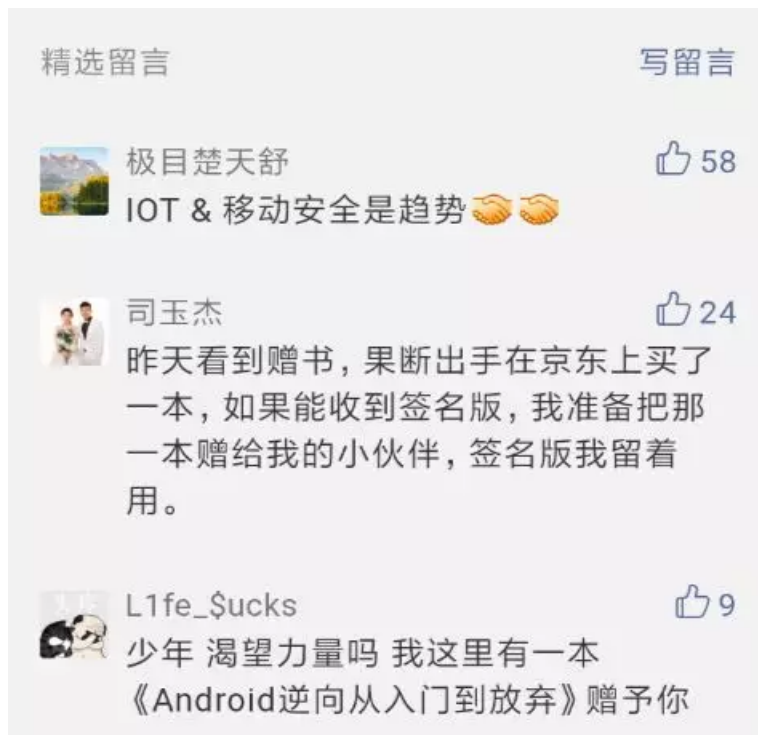 精选留言 写留言
极目楚天舒 58
IOT & 移动安全是趋势🤝🤝
司玉杰 24
昨天看到赠书，果断出手在京东上买了
一本，如果能收到签名版，我准备把那
一本赠给我的小伙伴，签名版我留着
用。
L1fe_$ucks 9
少年 渴望力量吗 我这里有一本
《Android逆向从入门到放弃》赠予你